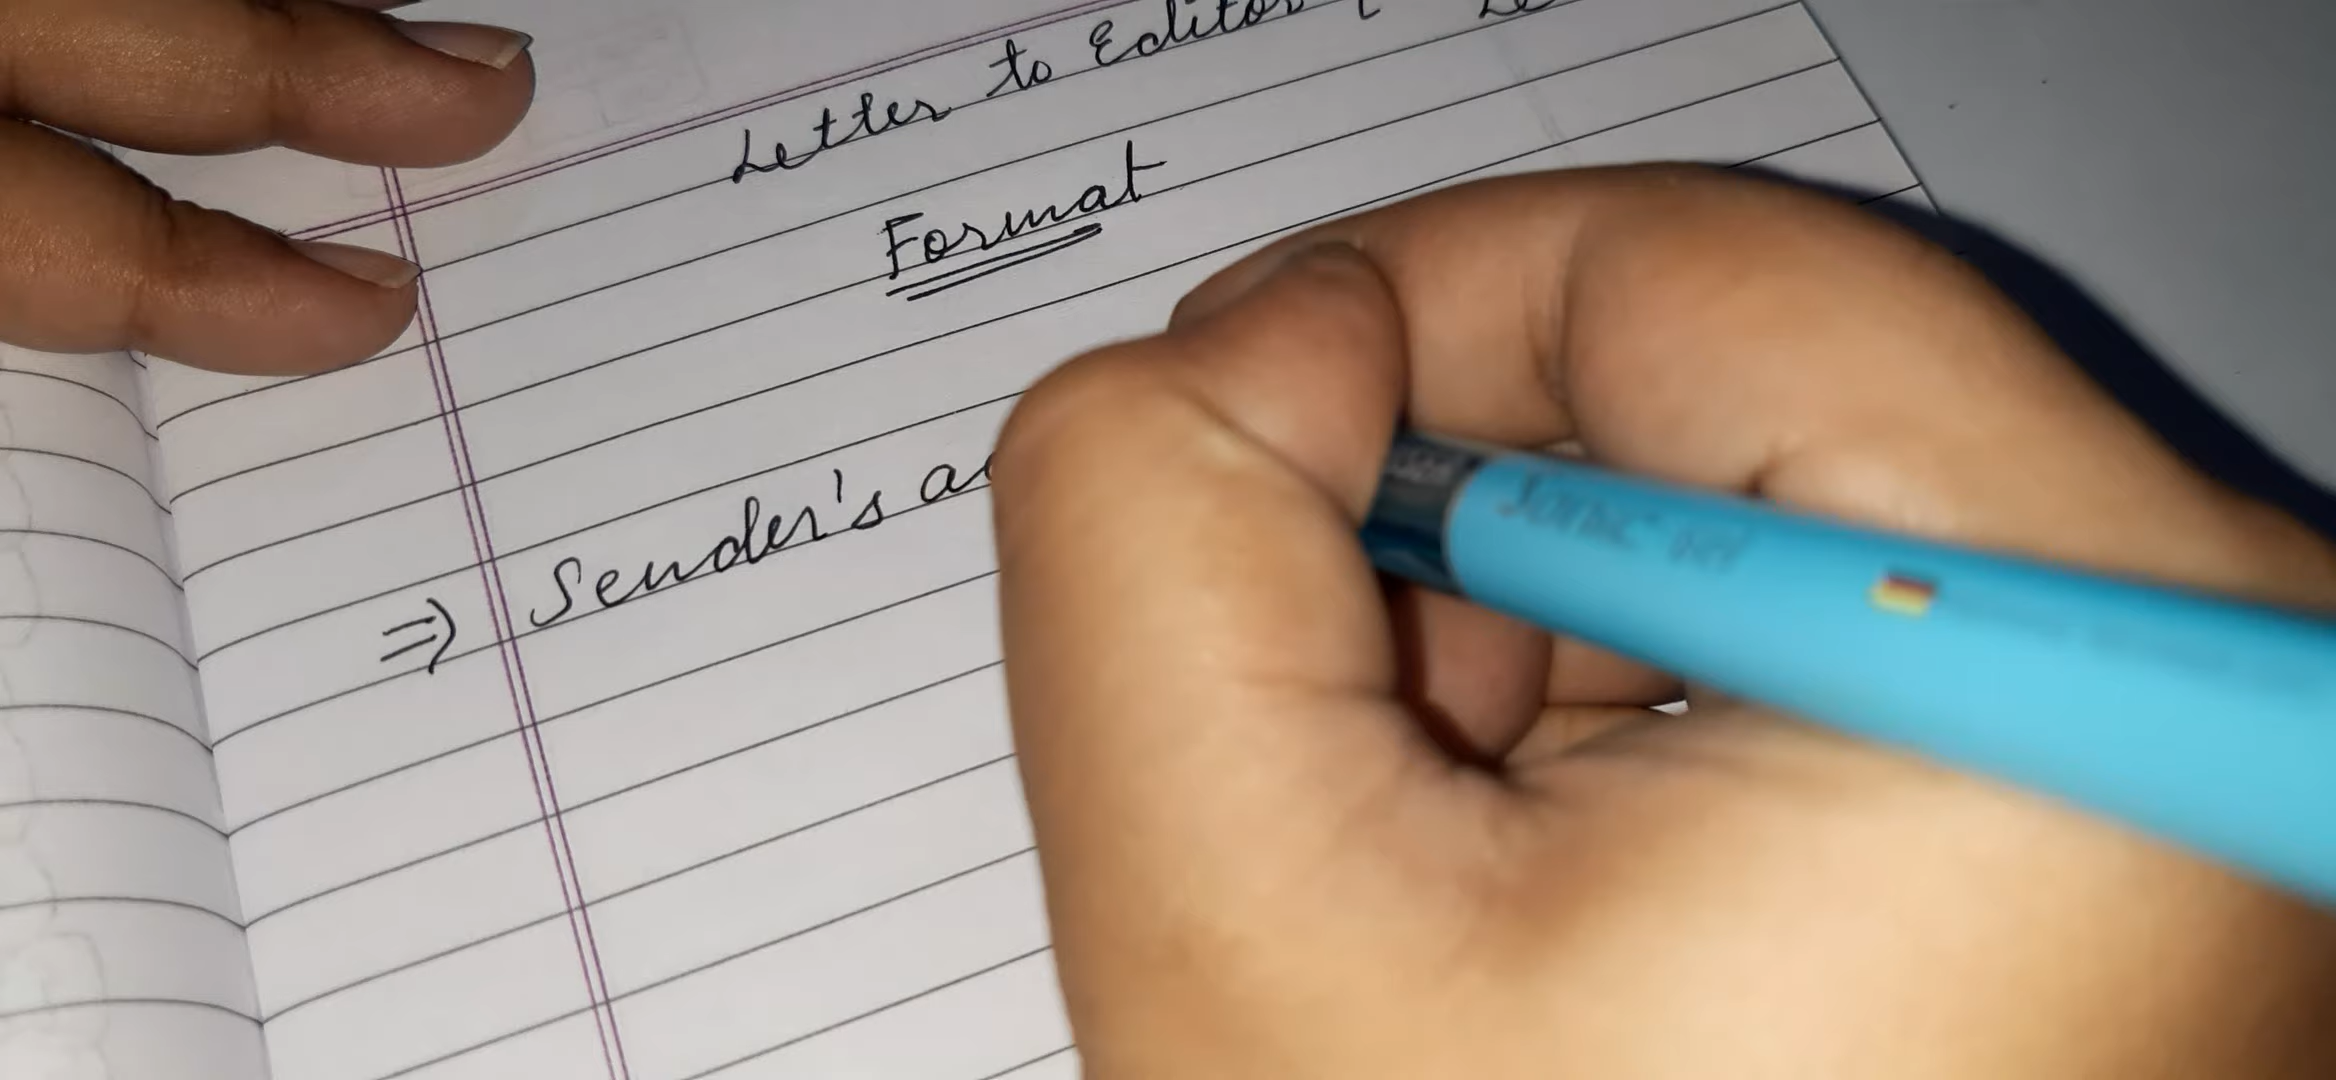 Letter to Editor
Format
⇒ Sender's a